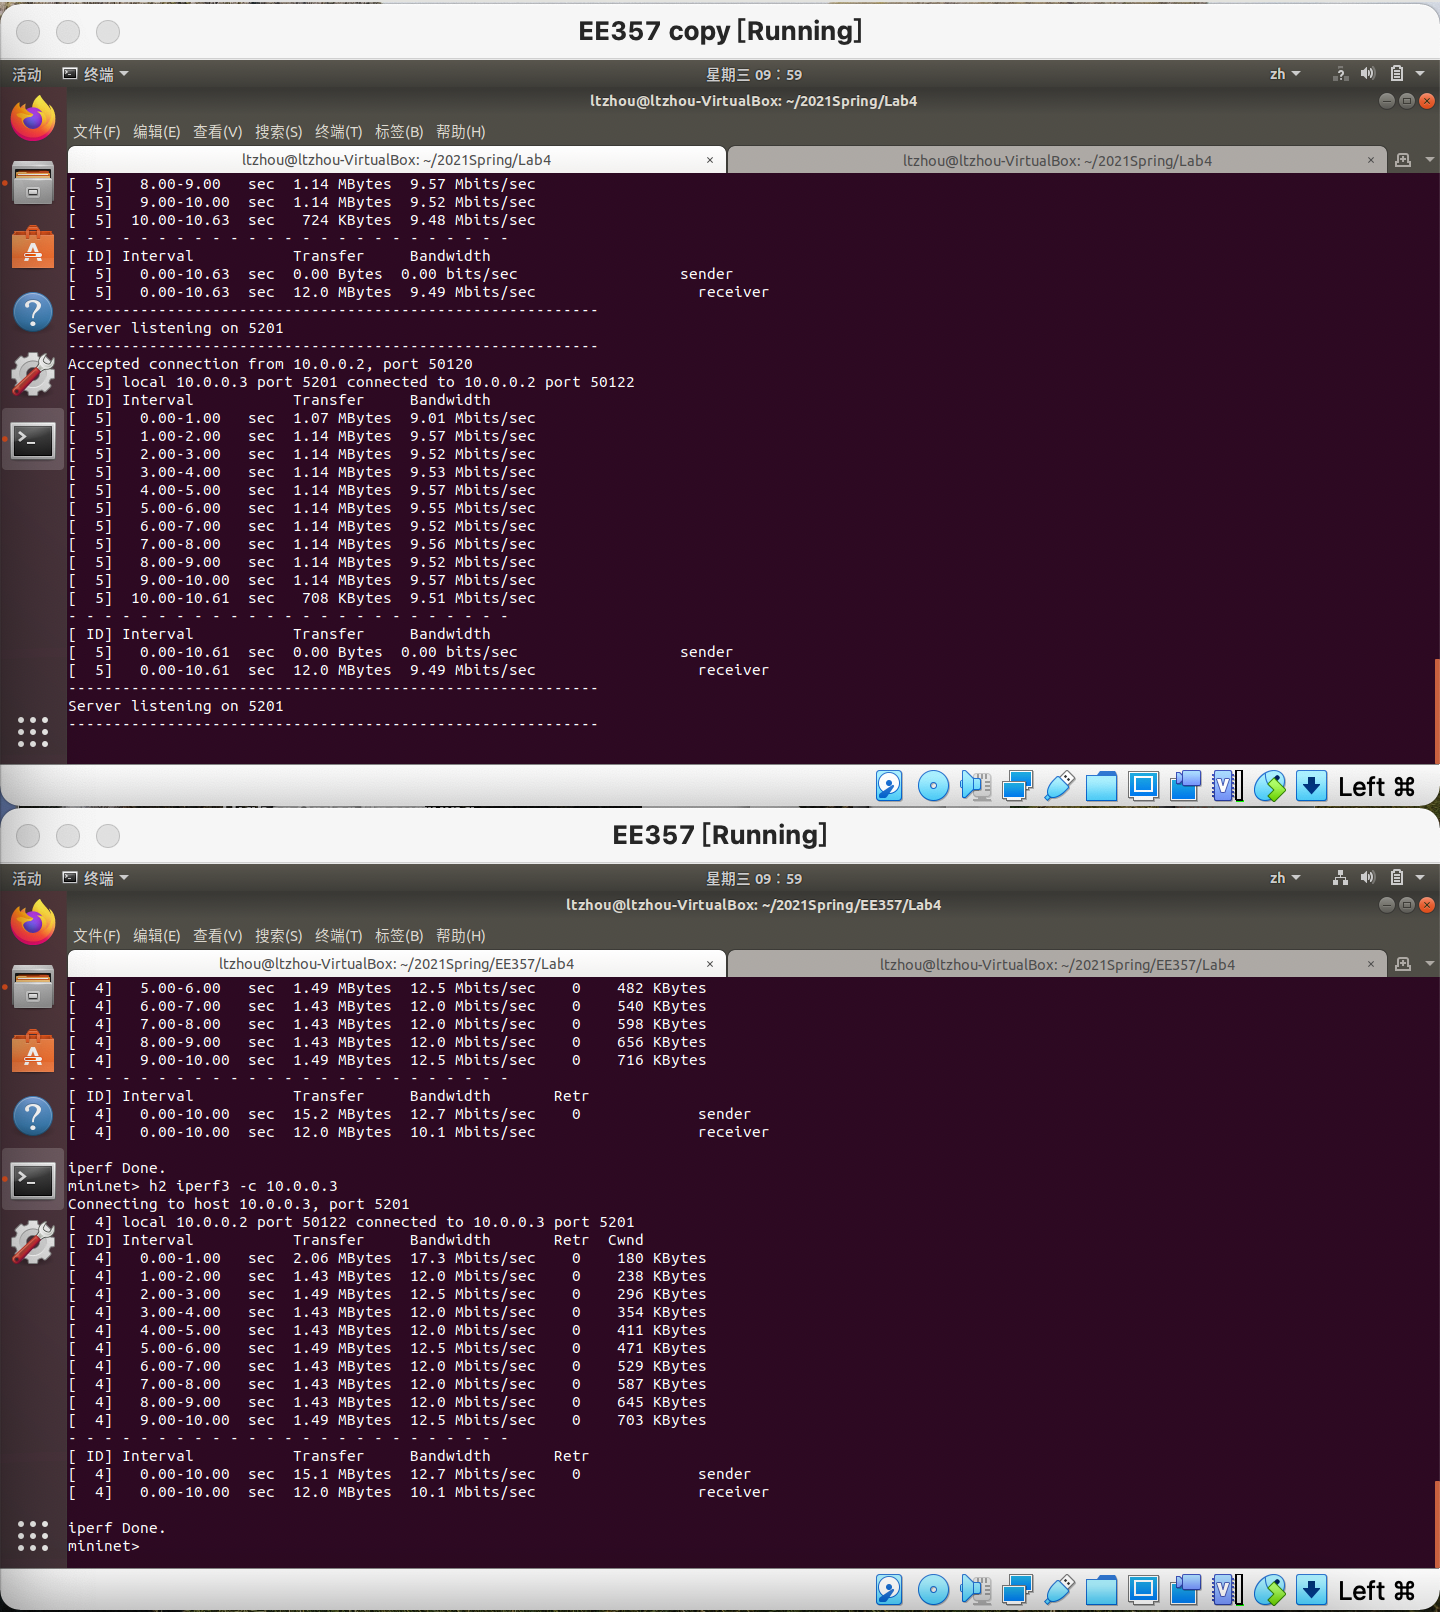 EE357 copy [Running]
活动 终端 星期三 09：59 zh
ltzhou@ltzhou-VirtualBox: ~/2021Spring/Lab4
文件(F) 编辑(E) 查看(V) 搜索(S) 终端(T) 标签(B) 帮助(H)
ltzhou@ltzhou-VirtualBox: ~/2021Spring/Lab4 × ltzhou@ltzhou-VirtualBox: ~/2021Spring/Lab4 ×
[  5]   8.00-9.00   sec  1.14 MBytes  9.57 Mbits/sec
[  5]   9.00-10.00  sec  1.14 MBytes  9.52 Mbits/sec
[  5]  10.00-10.63  sec   724 KBytes  9.48 Mbits/sec
- - - - - - - - - - - - - - - - - - - - - - - - -
[ ID] Interval           Transfer     Bandwidth
[  5]   0.00-10.63  sec  0.00 Bytes  0.00 bits/sec                  sender
[  5]   0.00-10.63  sec  12.0 MBytes  9.49 Mbits/sec                  receiver
-----------------------------------------------------------
Server listening on 5201
-----------------------------------------------------------
Accepted connection from 10.0.0.2, port 50120
[  5] local 10.0.0.3 port 5201 connected to 10.0.0.2 port 50122
[ ID] Interval           Transfer     Bandwidth
[  5]   0.00-1.00   sec  1.07 MBytes  9.01 Mbits/sec
[  5]   1.00-2.00   sec  1.14 MBytes  9.57 Mbits/sec
[  5]   2.00-3.00   sec  1.14 MBytes  9.52 Mbits/sec
[  5]   3.00-4.00   sec  1.14 MBytes  9.53 Mbits/sec
[  5]   4.00-5.00   sec  1.14 MBytes  9.57 Mbits/sec
[  5]   5.00-6.00   sec  1.14 MBytes  9.55 Mbits/sec
[  5]   6.00-7.00   sec  1.14 MBytes  9.52 Mbits/sec
[  5]   7.00-8.00   sec  1.14 MBytes  9.56 Mbits/sec
[  5]   8.00-9.00   sec  1.14 MBytes  9.52 Mbits/sec
[  5]   9.00-10.00  sec  1.14 MBytes  9.57 Mbits/sec
[  5]  10.00-10.61  sec   708 KBytes  9.51 Mbits/sec
- - - - - - - - - - - - - - - - - - - - - - - - -
[ ID] Interval           Transfer     Bandwidth
[  5]   0.00-10.61  sec  0.00 Bytes  0.00 bits/sec                  sender
[  5]   0.00-10.61  sec  12.0 MBytes  9.49 Mbits/sec                  receiver
-----------------------------------------------------------
Server listening on 5201
-----------------------------------------------------------
Left ⌘
EE357 [Running]
活动 终端 星期三 09：59 zh
ltzhou@ltzhou-VirtualBox: ~/2021Spring/EE357/Lab4
文件(F) 编辑(E) 查看(V) 搜索(S) 终端(T) 标签(B) 帮助(H)
ltzhou@ltzhou-VirtualBox: ~/2021Spring/EE357/Lab4 × ltzhou@ltzhou-VirtualBox: ~/2021Spring/EE357/Lab4 ×
[  4]   5.00-6.00   sec  1.49 MBytes  12.5 Mbits/sec    0    482 KBytes
[  4]   6.00-7.00   sec  1.43 MBytes  12.0 Mbits/sec    0    540 KBytes
[  4]   7.00-8.00   sec  1.43 MBytes  12.0 Mbits/sec    0    598 KBytes
[  4]   8.00-9.00   sec  1.43 MBytes  12.0 Mbits/sec    0    656 KBytes
[  4]   9.00-10.00  sec  1.49 MBytes  12.5 Mbits/sec    0    716 KBytes
- - - - - - - - - - - - - - - - - - - - - - - - -
[ ID] Interval           Transfer     Bandwidth       Retr
[  4]   0.00-10.00  sec  15.2 MBytes  12.7 Mbits/sec    0             sender
[  4]   0.00-10.00  sec  12.0 MBytes  10.1 Mbits/sec                  receiver
iperf Done.
mininet> h2 iperf3 -c 10.0.0.3
Connecting to host 10.0.0.3, port 5201
[  4] local 10.0.0.2 port 50122 connected to 10.0.0.3 port 5201
[ ID] Interval           Transfer     Bandwidth       Retr  Cwnd
[  4]   0.00-1.00   sec  2.06 MBytes  17.3 Mbits/sec    0    180 KBytes
[  4]   1.00-2.00   sec  1.43 MBytes  12.0 Mbits/sec    0    238 KBytes
[  4]   2.00-3.00   sec  1.49 MBytes  12.5 Mbits/sec    0    296 KBytes
[  4]   3.00-4.00   sec  1.43 MBytes  12.0 Mbits/sec    0    354 KBytes
[  4]   4.00-5.00   sec  1.43 MBytes  12.0 Mbits/sec    0    411 KBytes
[  4]   5.00-6.00   sec  1.49 MBytes  12.5 Mbits/sec    0    471 KBytes
[  4]   6.00-7.00   sec  1.43 MBytes  12.0 Mbits/sec    0    529 KBytes
[  4]   7.00-8.00   sec  1.43 MBytes  12.0 Mbits/sec    0    587 KBytes
[  4]   8.00-9.00   sec  1.43 MBytes  12.0 Mbits/sec    0    645 KBytes
[  4]   9.00-10.00  sec  1.49 MBytes  12.5 Mbits/sec    0    703 KBytes
- - - - - - - - - - - - - - - - - - - - - - - - -
[ ID] Interval           Transfer     Bandwidth       Retr
[  4]   0.00-10.00  sec  15.1 MBytes  12.7 Mbits/sec    0             sender
[  4]   0.00-10.00  sec  12.0 MBytes  10.1 Mbits/sec                  receiver
iperf Done.
mininet>
Left ⌘